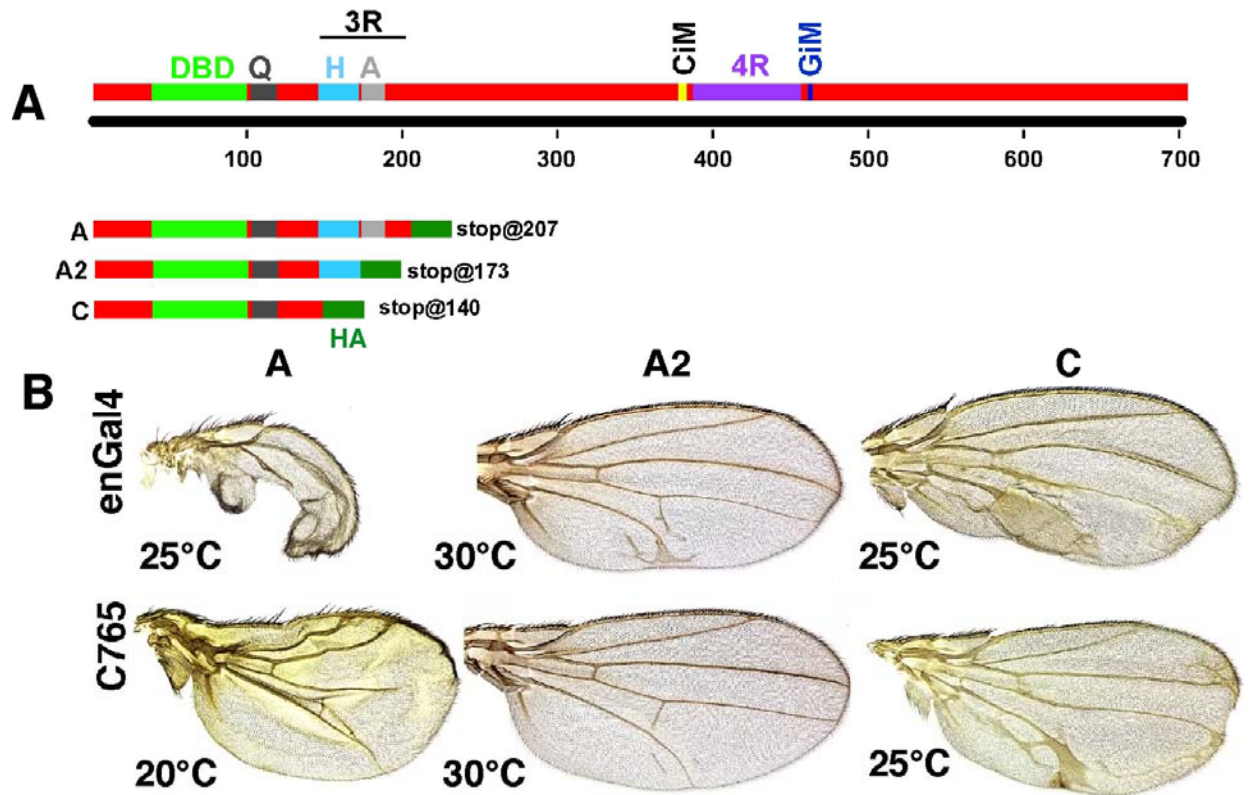 3R
DBD Q H A CiM 4R GiM
A
100 200 300 400 500 600 700
A stop@207
A2 stop@173
C stop@140
HA
B
A A2 C
enGal4
25°C 30°C 25°C
C765
20°C 30°C 25°C